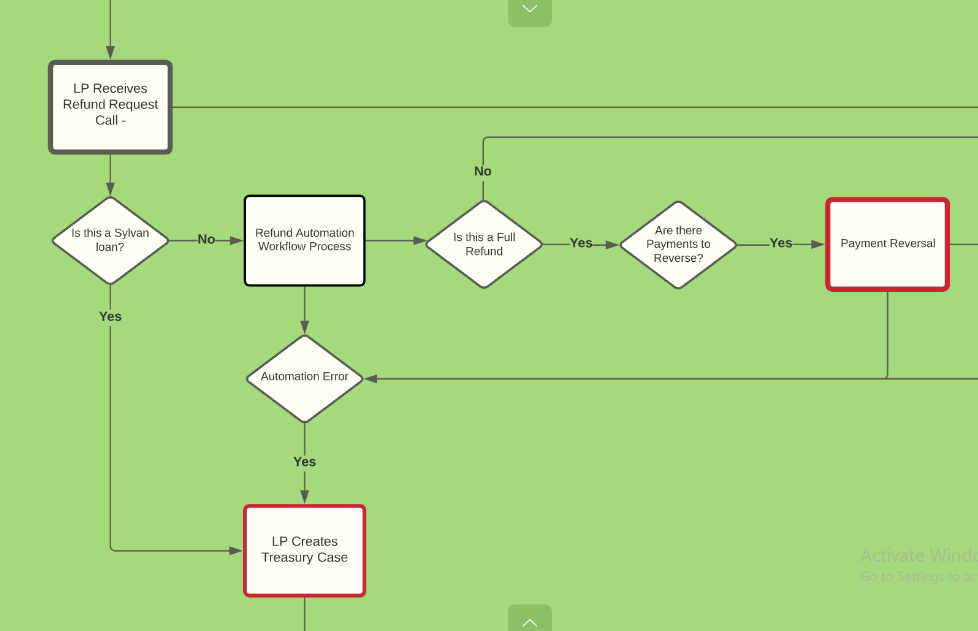 LP Receives
Refund Request
Call -
No
Is this a Sylvan
loan?
No
Refund Automation
Workflow Process
Is this a Full
Refund
Yes
Are there
Payments to
Reverse?
Yes
Payment Reversal
Yes
Automation Error
Yes
LP Creates
Treasury Case
Activate Windo
Go to Settings to ac